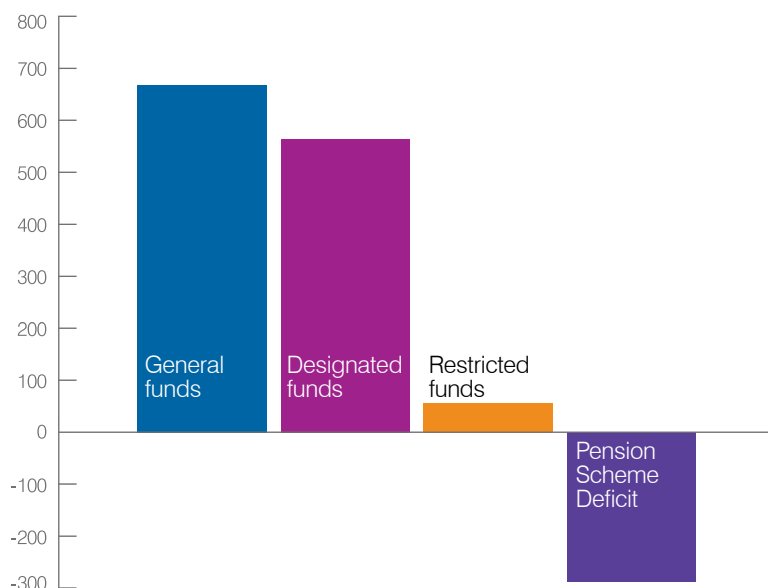 800
700
600
500
400
300
200
100
0
-100
-200
-300
General
funds
Designated
funds
Restricted
funds
Pension
Scheme
Deficit